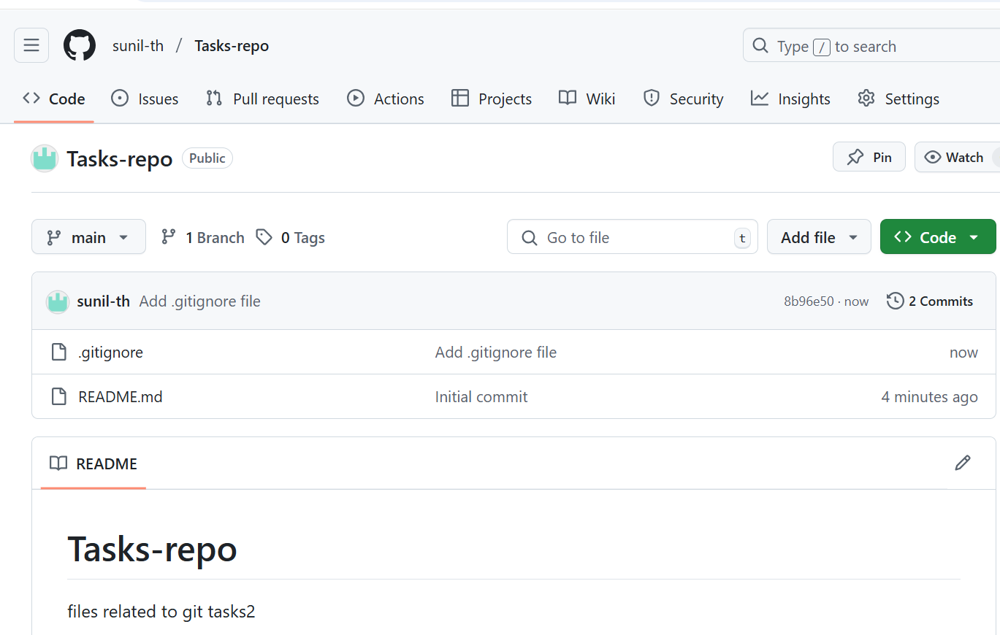 sunil-th / Tasks-repo
Type / to search
Code Issues Pull requests Actions Projects Wiki Security Insights Settings
Tasks-repo Public
Pin Watch
main 1 Branch 0 Tags
Go to file t
Add file Code
sunil-th Add .gitignore file 8b96e50 · now 2 Commits
.gitignore Add .gitignore file now
README.md Initial commit 4 minutes ago
README
Tasks-repo
files related to git tasks2